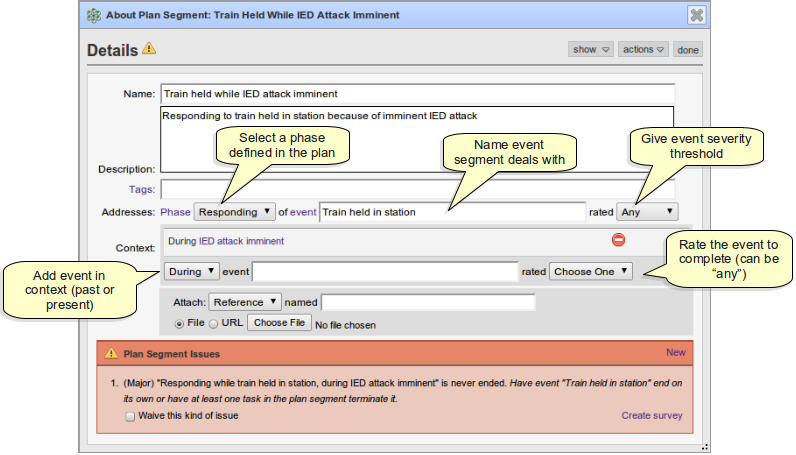 About Plan Segment: Train Held While IED Attack Imminent
Details
show
actions
done
Name: Train held while IED attack imminent
Responding to train held in station because of imminent IED attack
Description:
Select a phase
defined in the plan
Name event
segment deals with
Give event severity
threshold
Tags:
Addresses: Phase Responding of event Train held in station rated Any
Context: During IED attack imminent
During event rated Choose One
Add event in
context (past or
present)
Rate the event to
complete (can be
“any”)
Attach: Reference named
File URL Choose File No file chosen
Plan Segment Issues New
1. (Major) "Responding while train held in station, during IED attack imminent" is never ended. Have event "Train held in station" end on
its own or have at least one task in the plan segment terminate it.
Waive this kind of issue Create survey